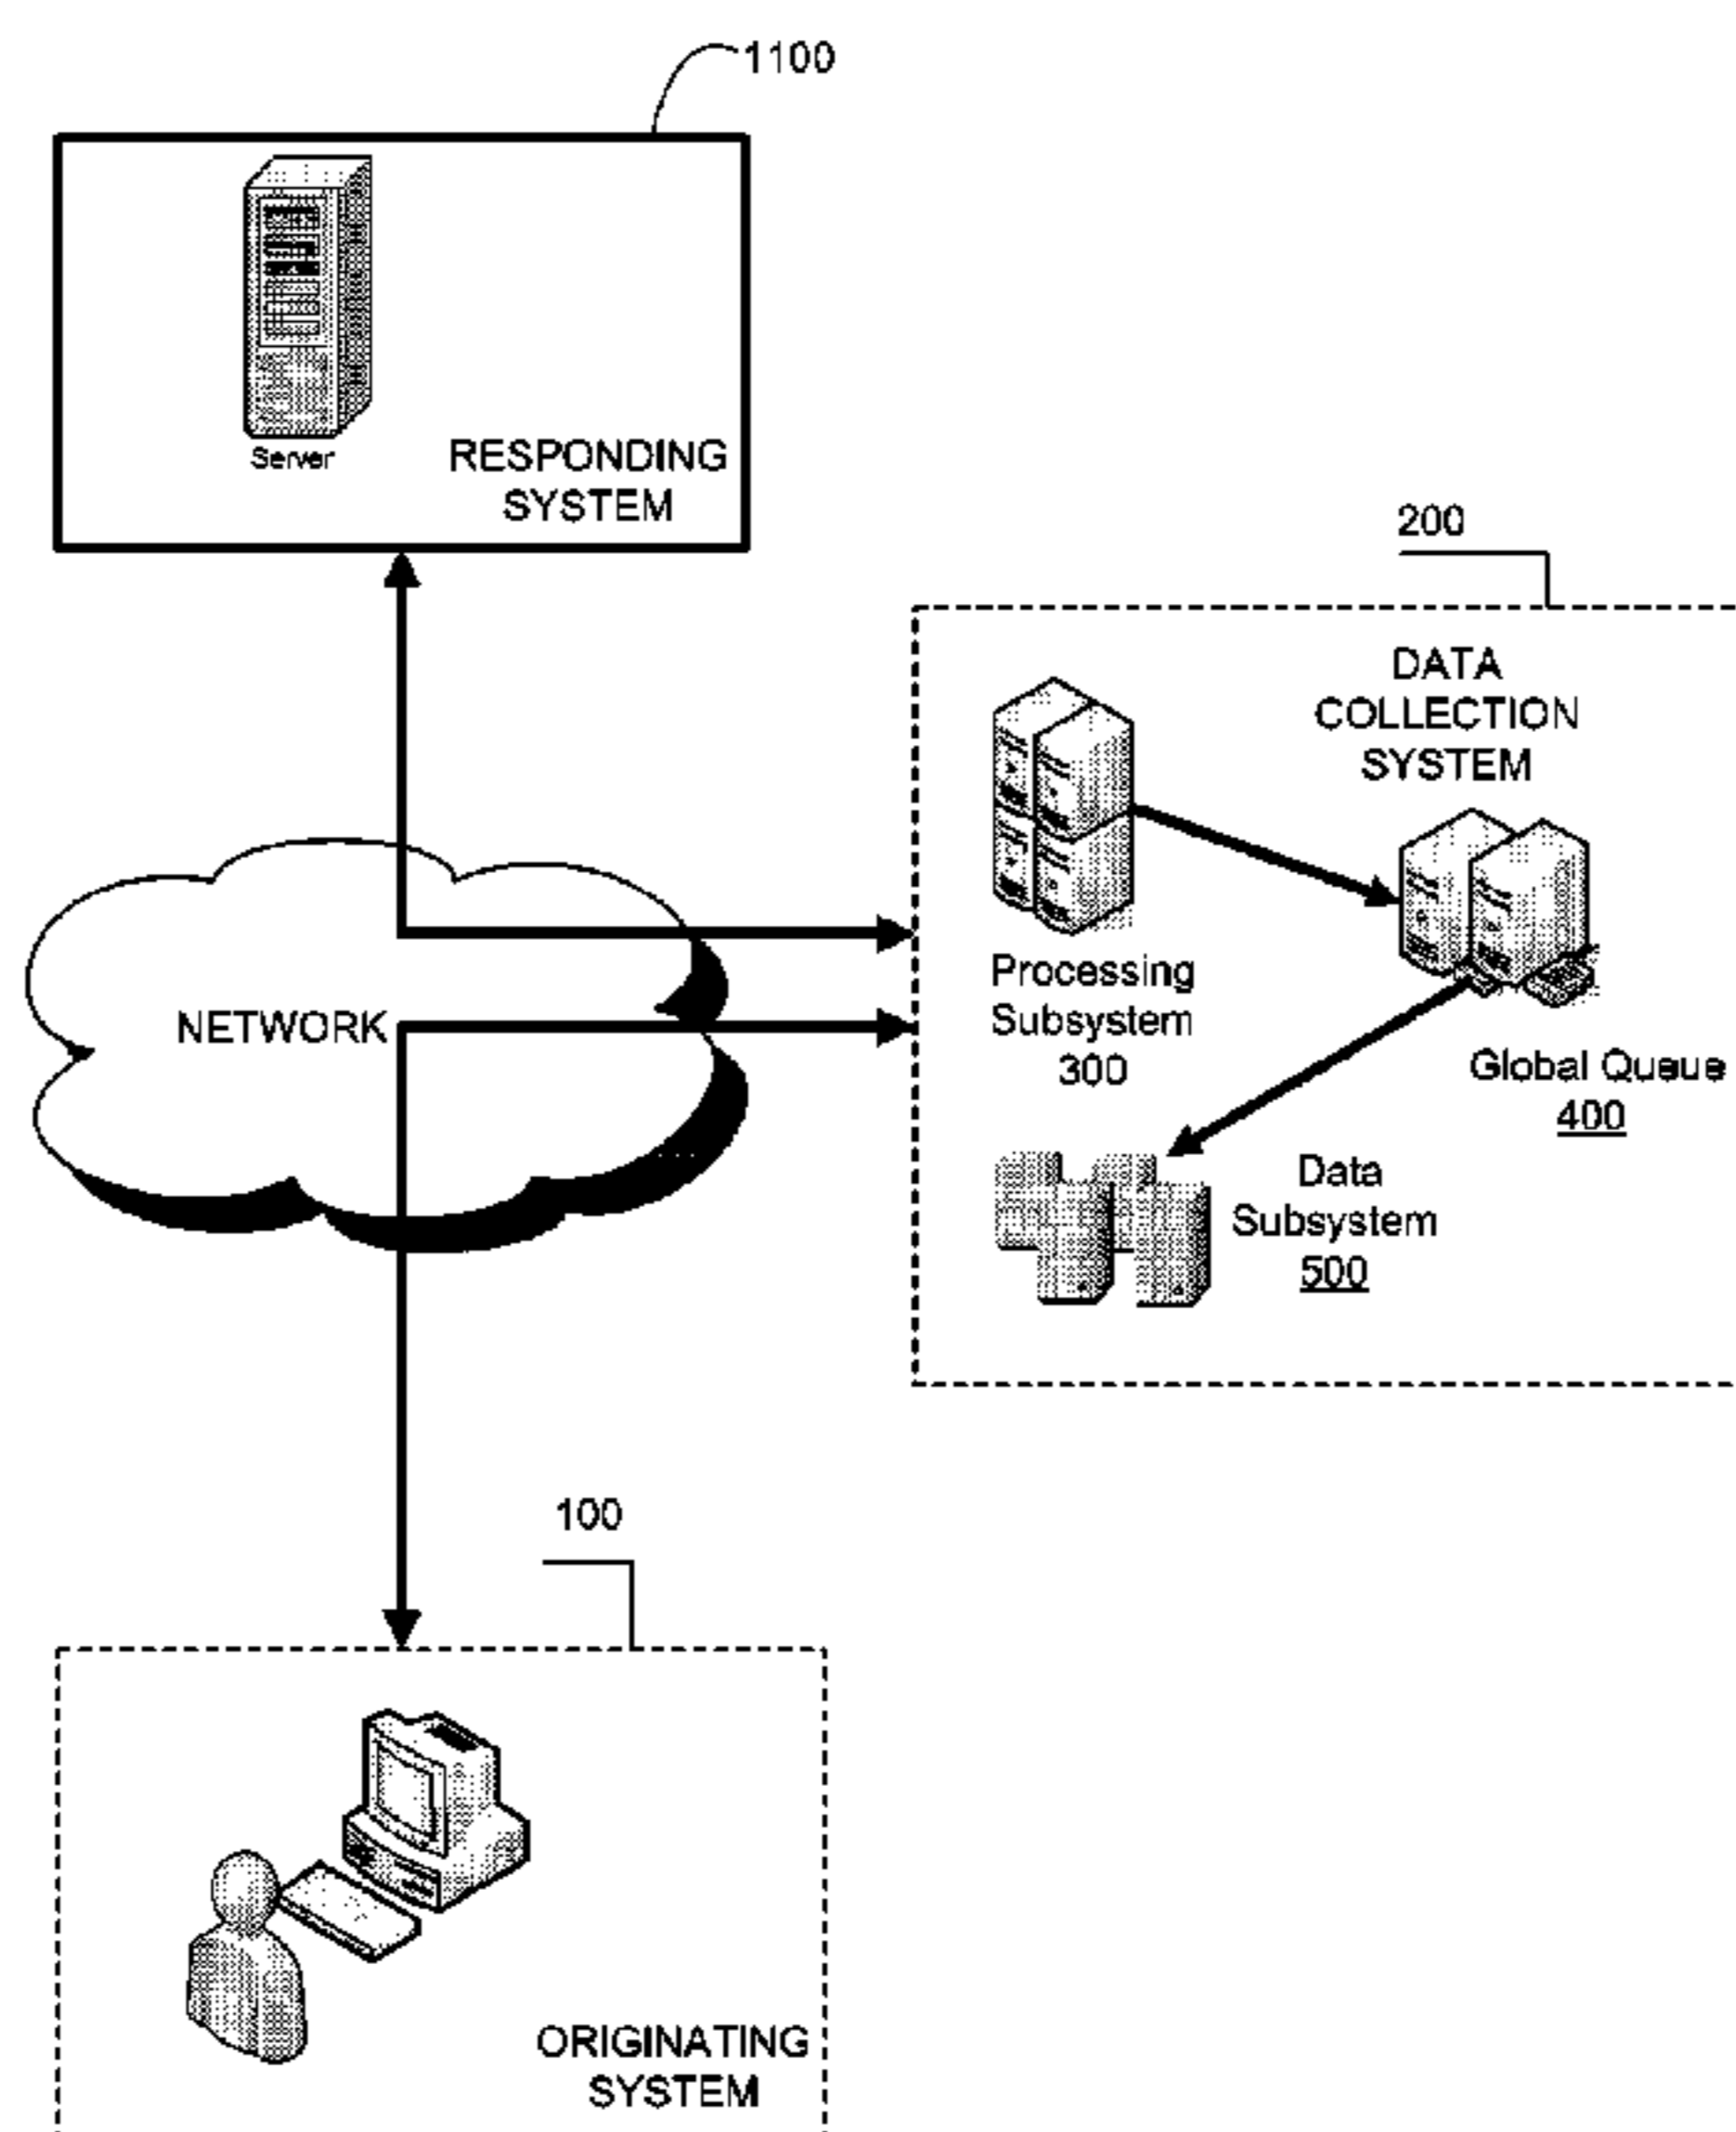 1100
Server
RESPONDING
SYSTEM
200
DATA
COLLECTION
SYSTEM
Processing
Subsystem
300
Global Queue
400
Data
Subsystem
500
NETWORK
100
ORIGINATING
SYSTEM